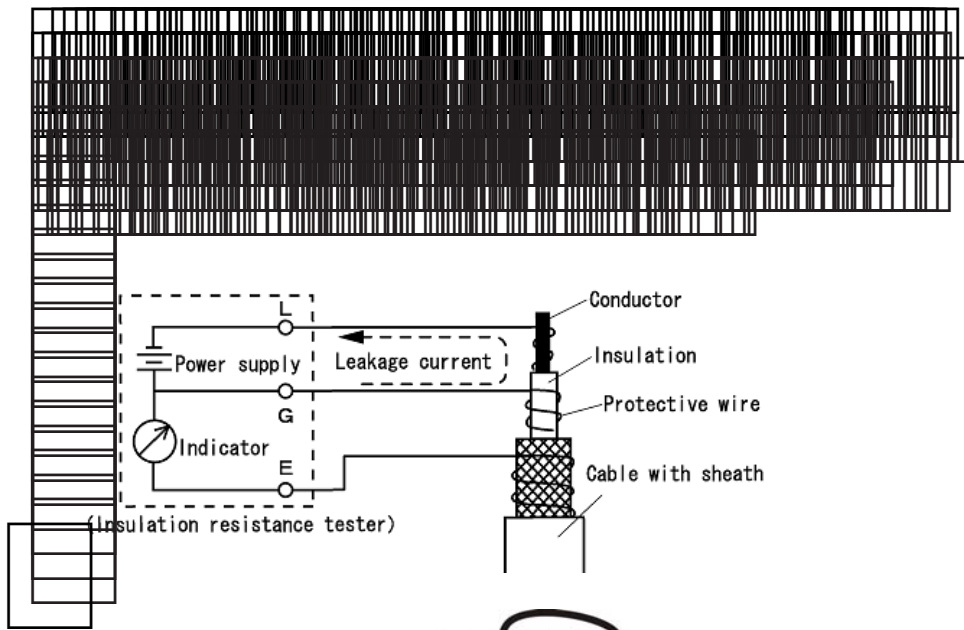 L
Conductor
Leakage current
Insulation
Power supply
G
Protective wire
Indicator
E
Cable with sheath
(Insulation resistance tester)